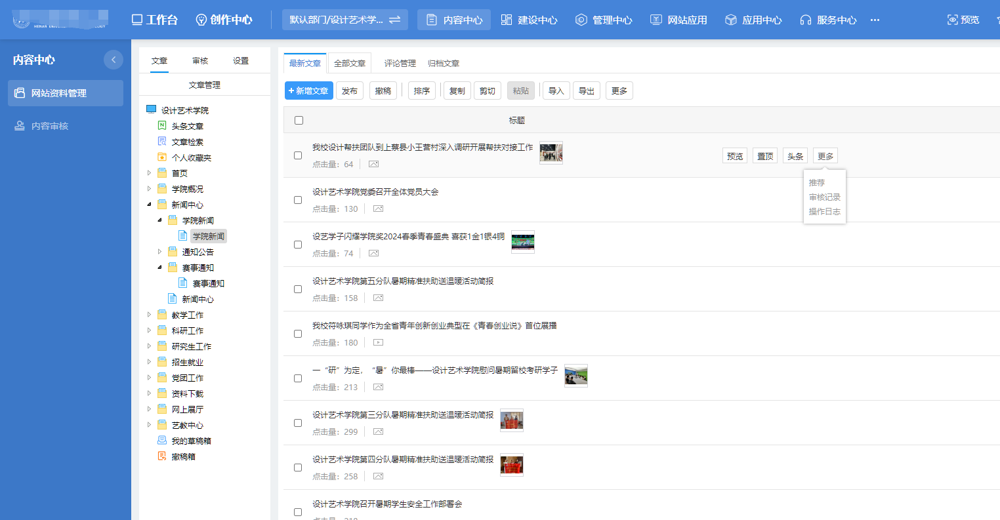 工作台
创作中心
默认部门/设计艺术学...
内容中心
建设中心
管理中心
网站应用
应用中心
服务中心
预览
内容中心
网站资料管理
内容审核
文章
审核
设置
文章管理
设计艺术学院
头条文章
文章检索
个人收藏夹
首页
学院概况
新闻中心
学院新闻
学院新闻
通知公告
赛事通知
赛事通知
新闻中心
教学工作
科研工作
研究生工作
招生就业
党团工作
资料下载
网上展厅
艺教中心
我的草稿箱
撤稿箱
最新文章
全部文章
评论管理
归档文章
+ 新增文章
发布
撤稿
排序
复制
剪切
粘贴
导入
导出
更多
标题
我校设计帮扶团队到上蔡县小王营村深入调研开展帮扶对接工作
点击量：64
预览
置顶
头条
更多
推荐
审核记录
操作日志
设计艺术学院党委召开全体党员大会
点击量：130
设艺学子闪耀学院奖2024春季青春盛典 喜获1金1银4铜
点击量：74
设计艺术学院第五分队暑期精准扶助送温暖活动简报
点击量：158
我校符咏琪同学作为全省青年创新创业典型在《青春创业说》首位展播
点击量：180
一“研”为定，“暑”你最棒——设计艺术学院慰问暑期留校考研学子
点击量：213
设计艺术学院第三分队暑期精准扶助送温暖活动简报
点击量：299
设计艺术学院第四分队暑期精准扶助送温暖活动简报
点击量：258
设计艺术学院召开暑期学生安全工作部署会